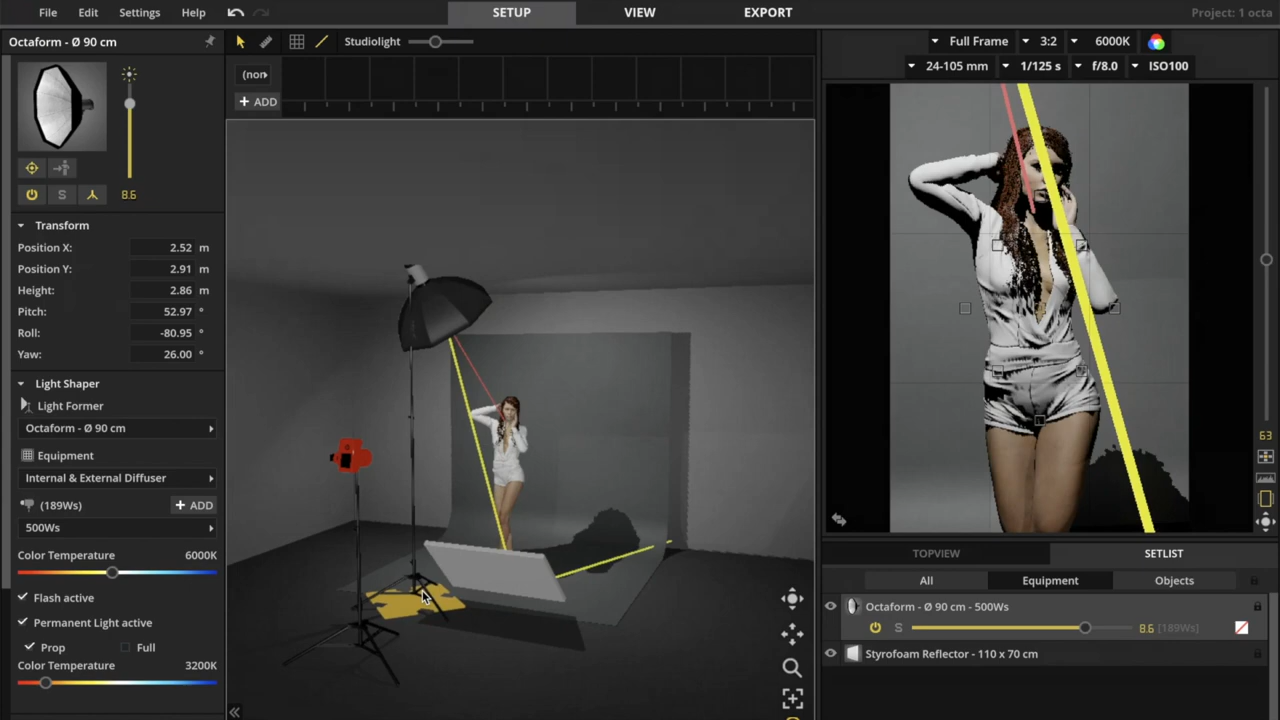 File Edit Settings Help SETUP VIEW EXPORT Project: 1 octa
Octaform - Ø 90 cm
Studiolight
Full Frame 3:2 6000K
24-105 mm 1/125 s f/8.0 ISO100
(non
+ ADD
S
8.6
Transform
Position X: 2.52 m
Position Y: 2.91 m
Height: 2.86 m
Pitch: 52.97 °
Roll: -80.95 °
Yaw: 26.00 °
Light Shaper
Light Former
Octaform - Ø 90 cm
Equipment
Internal & External Diffuser
(189Ws) + ADD
500Ws
Color Temperature 6000K
Flash active
Permanent Light active
Prop Full
Color Temperature 3200K
63
TOPVIEW SETLIST
All Equipment Objects
Octaform - Ø 90 cm - 500Ws
S 8.6 [189Ws]
Styrofoam Reflector - 110 x 70 cm